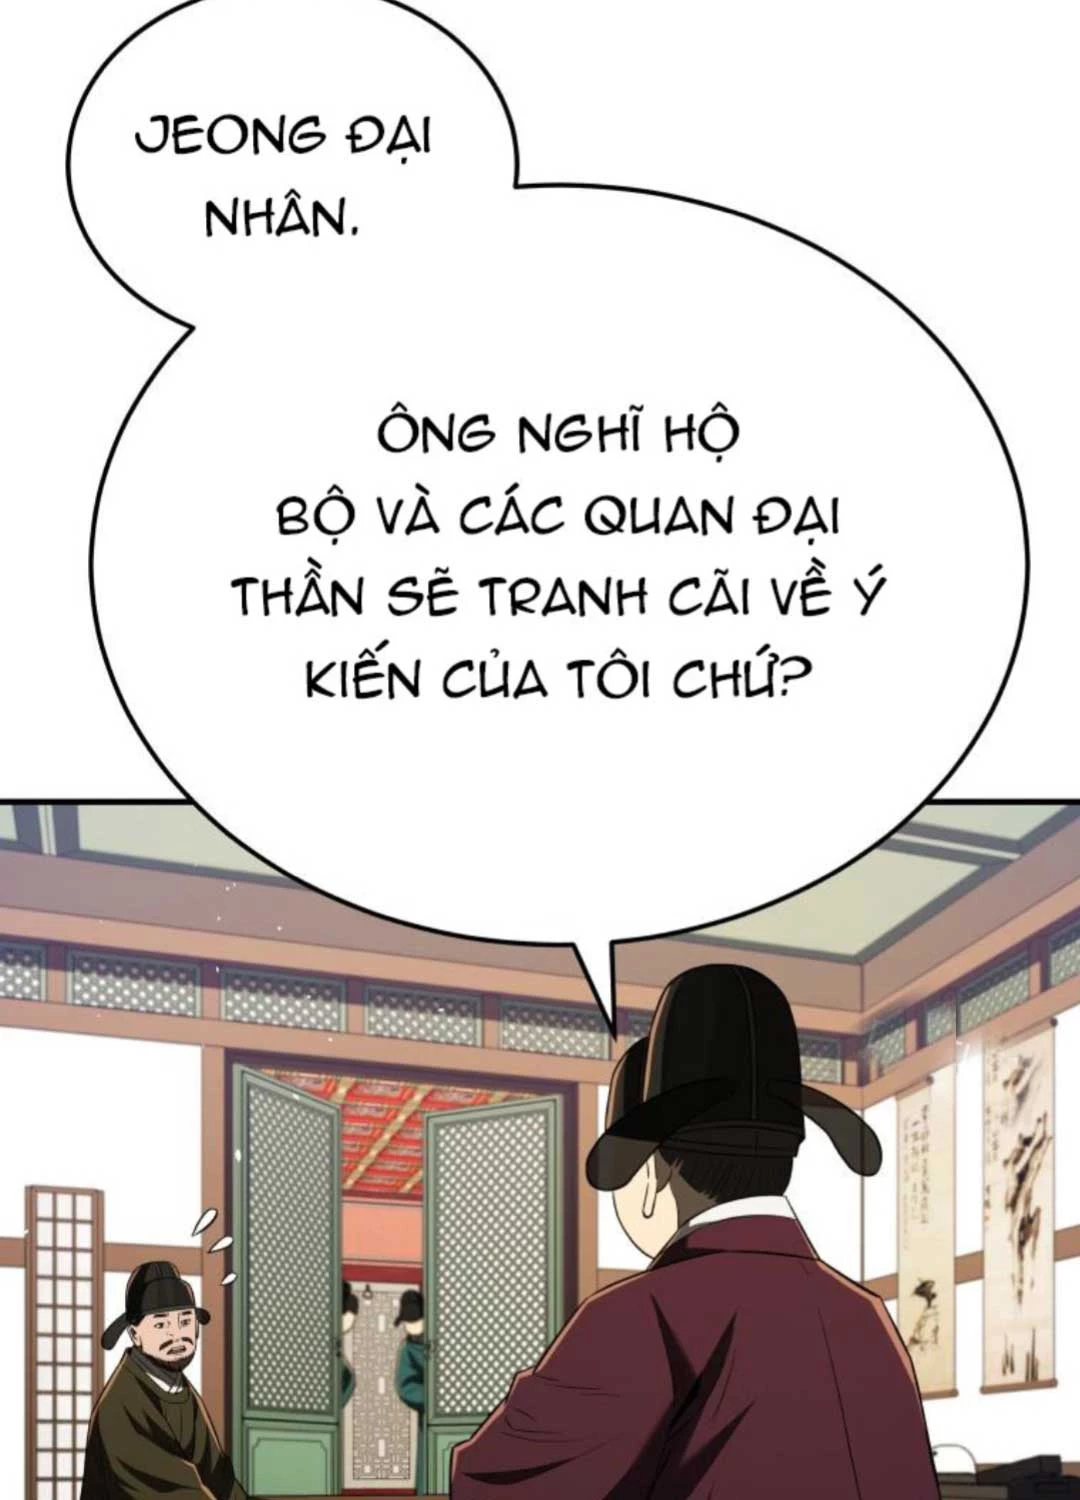 JEONG ĐẠI
NHÂN.
ÔNG NGHĨ HỘ
BỘ VÀ CÁC QUAN ĐẠI
THẦN SẼ TRANH CÃI VỀ Ý
KIẾN CỦA TÔI CHỨ?